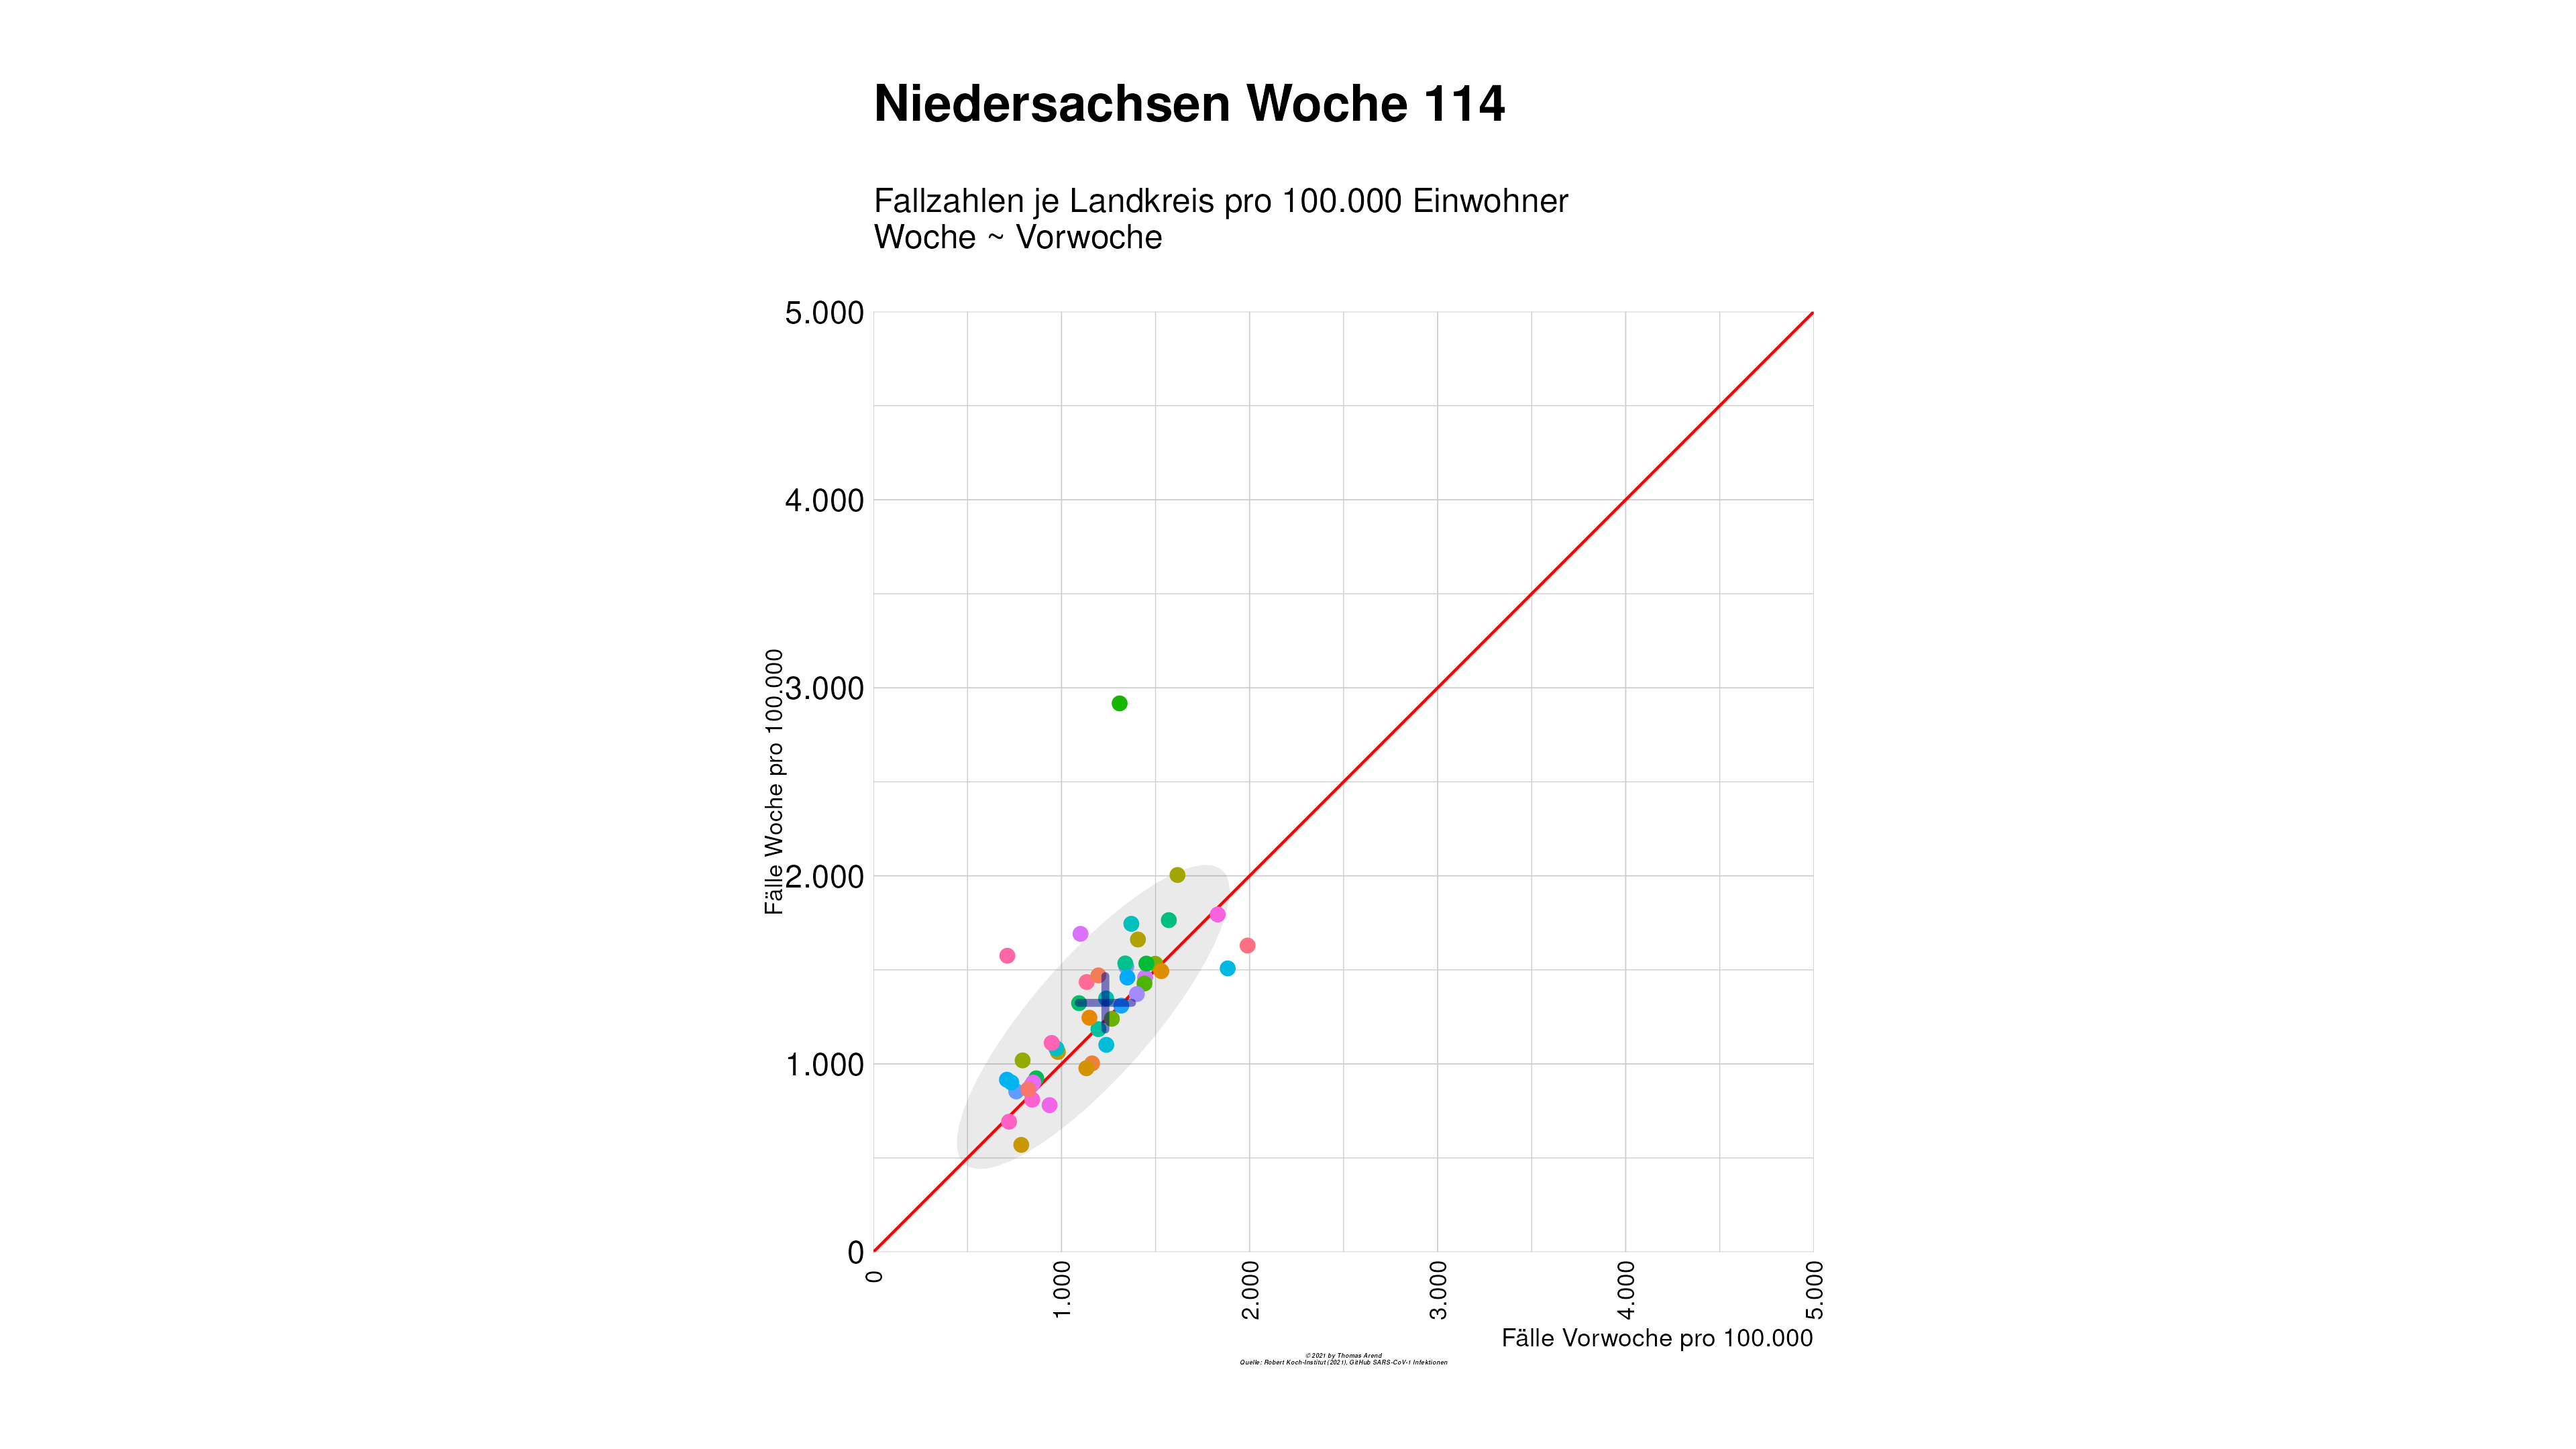 Niedersachsen Woche 114
Fallzahlen je Landkreis pro 100.000 Einwohner
Woche ~ Vorwoche
Fälle Woche pro 100.000
5.000
4.000
3.000
2.000
1.000
0
0
1.000
2.000
3.000
4.000
5.000
Fälle Vorwoche pro 100.000
© 2021 by Thomas Arend
Quelle: Robert Koch-Institut (2021), GitHub SARS-CoV-1 Infektionen